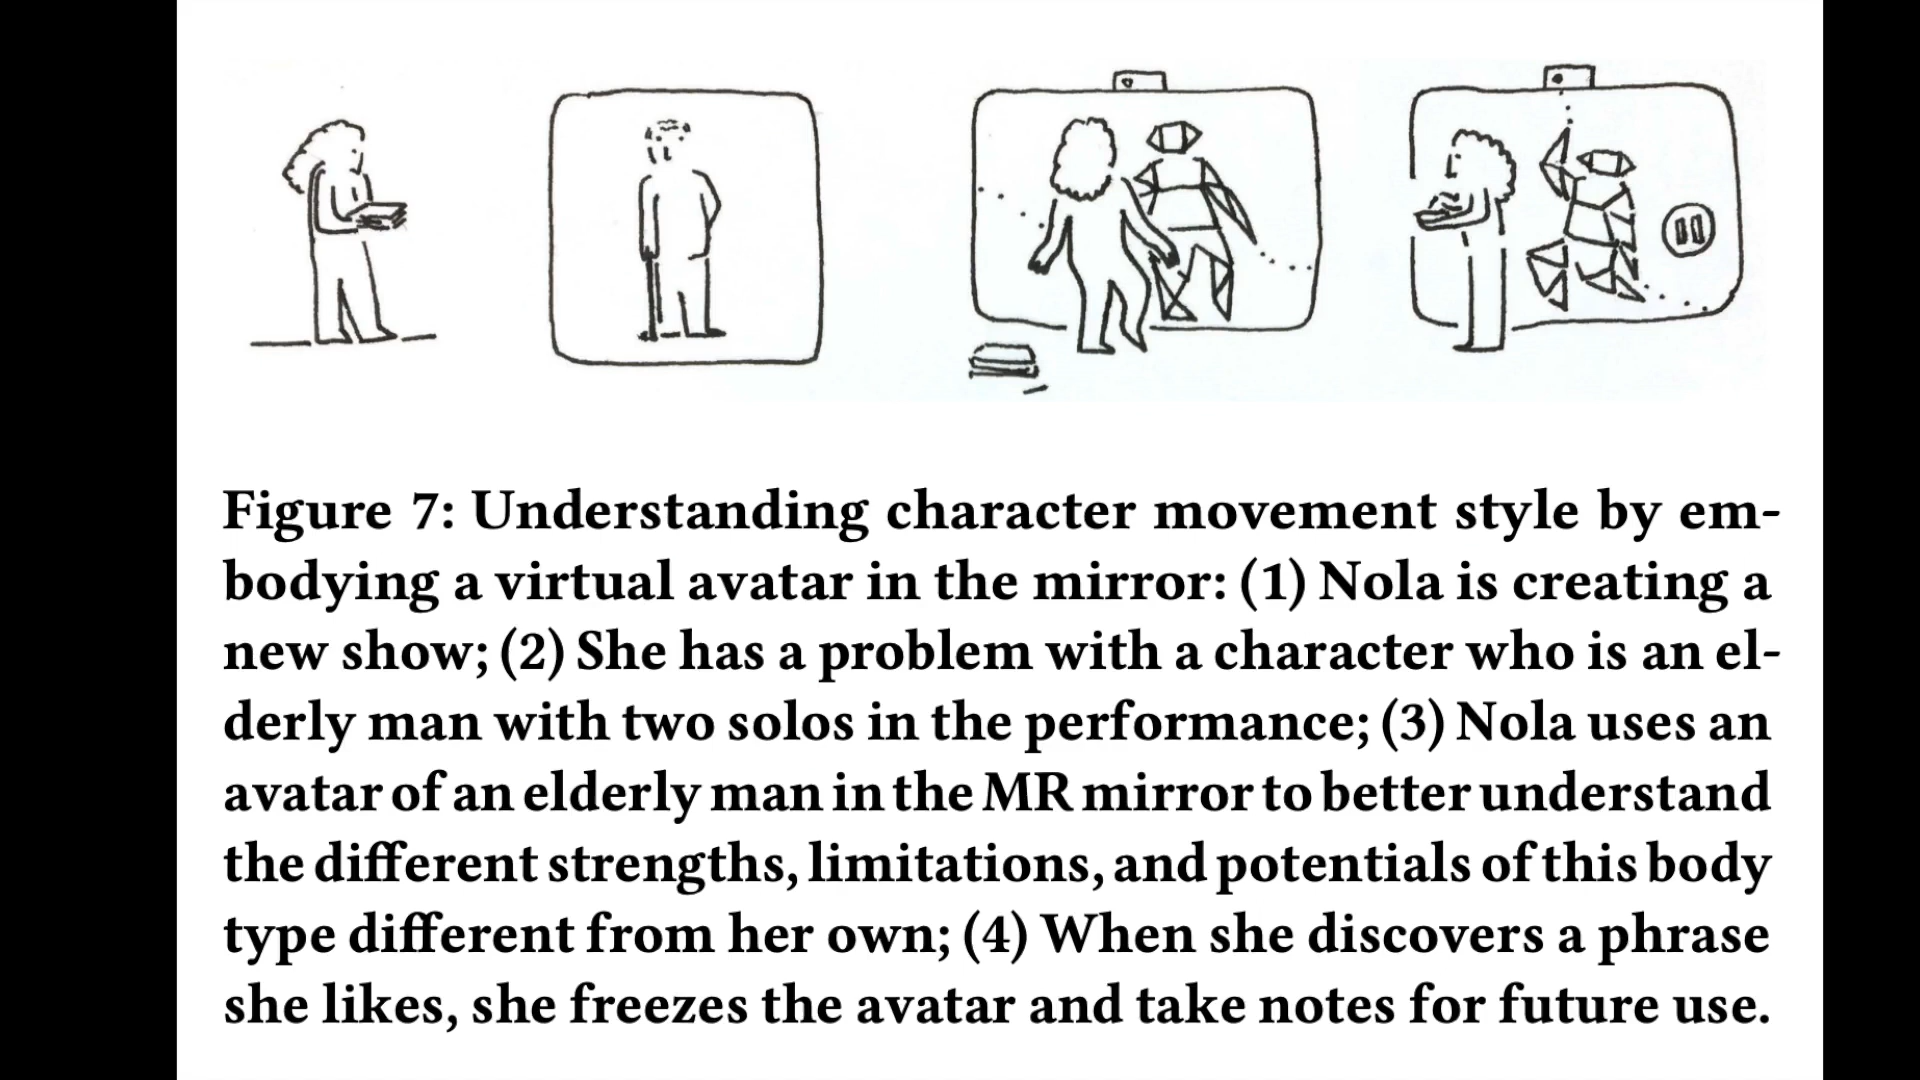 Figure 7: Understanding character movement style by em-
bodying a virtual avatar in the mirror: (1) Nola is creating a
new show; (2) She has a problem with a character who is an el-
derly man with two solos in the performance; (3) Nola uses an
avatar of an elderly man in the MR mirror to better understand
the different strengths, limitations, and potentials of this body
type different from her own; (4) When she discovers a phrase
she likes, she freezes the avatar and take notes for future use.